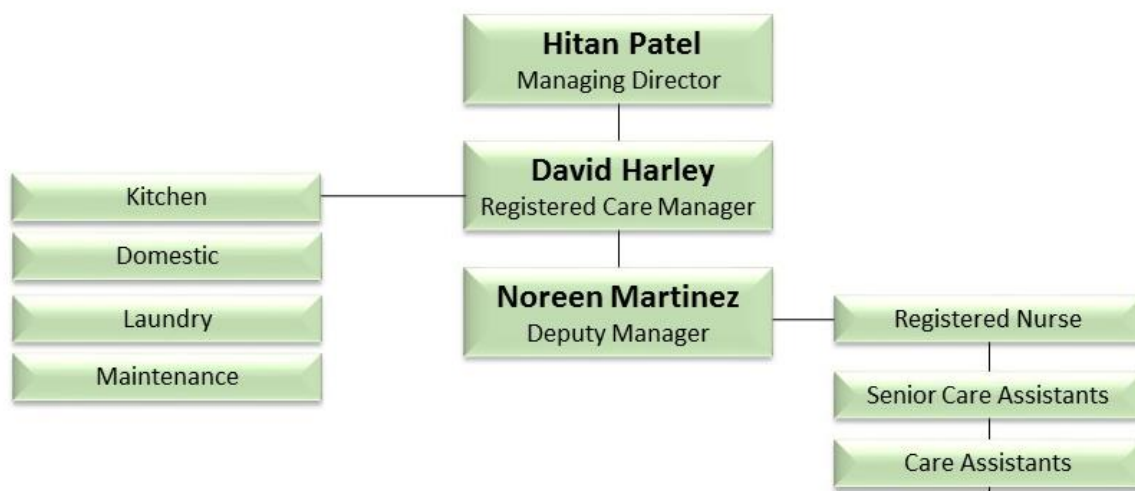 Hitan Patel
Managing Director
David Harley
Registered Care Manager
Kitchen
Domestic
Laundry
Maintenance
Noreen Martinez
Deputy Manager
Registered Nurse
Senior Care Assistants
Care Assistants